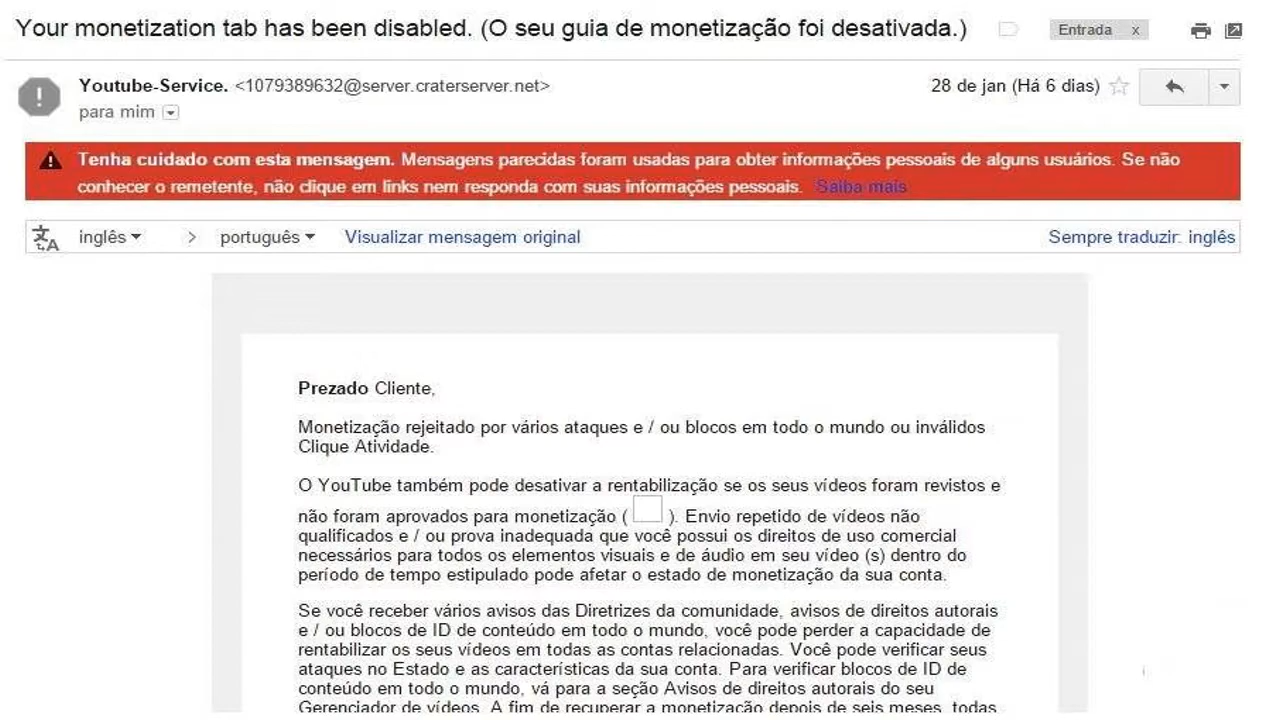 Your monetization tab has been disabled. (O seu guia de monetização foi desativada.)
Entrada x
Youtube-Service. <1079389632@server.craterserver.net>
28 de jan (Há 6 dias)
para mim
Tenha cuidado com esta mensagem. Mensagens parecidas foram usadas para obter informações pessoais de alguns usuários. Se não
conhecer o remetente, não clique em links nem responda com suas informações pessoais. Saiba mais
inglês > português Visualizar mensagem original Sempre traduzir: inglês
Prezado Cliente,
Monetização rejeitado por vários ataques e / ou blocos em todo o mundo ou inválidos
Clique Atividade.
O YouTube também pode desativar a rentabilização se os seus vídeos foram revistos e
não foram aprovados para monetização ( ). Envio repetido de vídeos não
qualificados e / ou prova inadequada que você possui os direitos de uso comercial
necessários para todos os elementos visuais e de áudio em seu vídeo (s) dentro do
período de tempo estipulado pode afetar o estado de monetização da sua conta.
Se você receber vários avisos das Diretrizes da comunidade, avisos de direitos autorais
e / ou blocos de ID de conteúdo em todo o mundo, você pode perder a capacidade de
rentabilizar os seus vídeos em todas as contas relacionadas. Você pode verificar seus
ataques no Estado e as características da sua conta. Para verificar blocos de ID de
conteúdo em todo o mundo, vá para a seção Avisos de direitos autorais do seu
Gerenciador de vídeos. A fim de recuperar a monetização depois de seis meses, todas